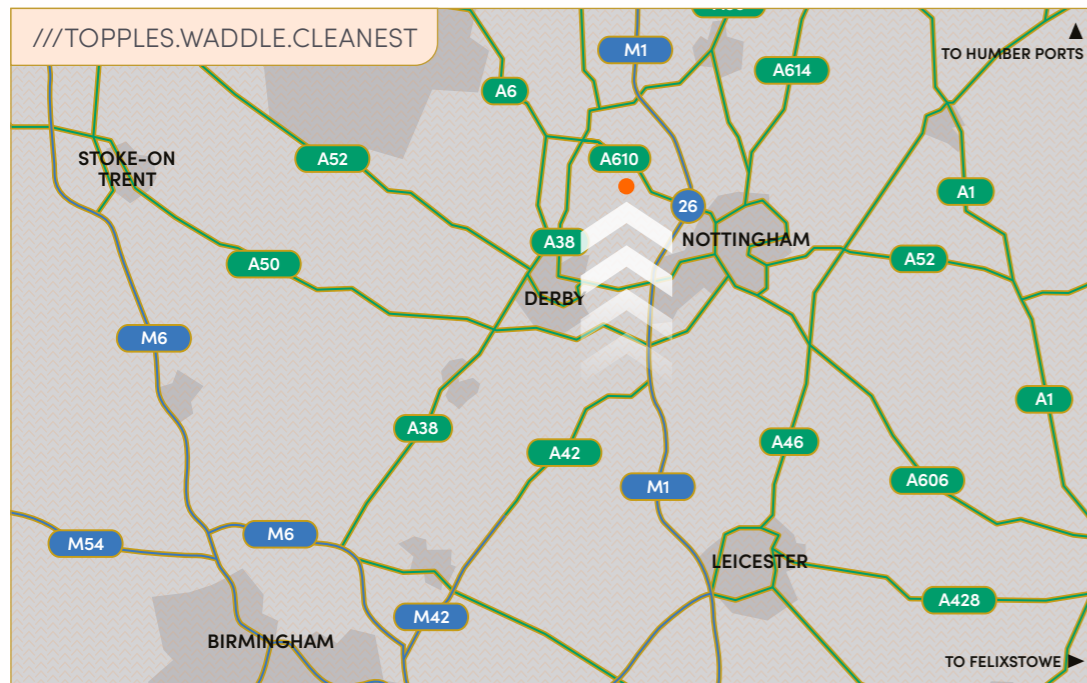 ///TOPPLES.WADDLE.CLEANEST
M1
TO HUMBER PORTS
A614
A6
A52
A610
STOKE-ON
TRENT
A1
26
A38
NOTTINGHAM
A52
A50
DERBY
M6
A1
A38
A46
A42
A606
M1
M6
M54
LEICESTER
A428
M42
BIRMINGHAM
TO FELIXSTOWE